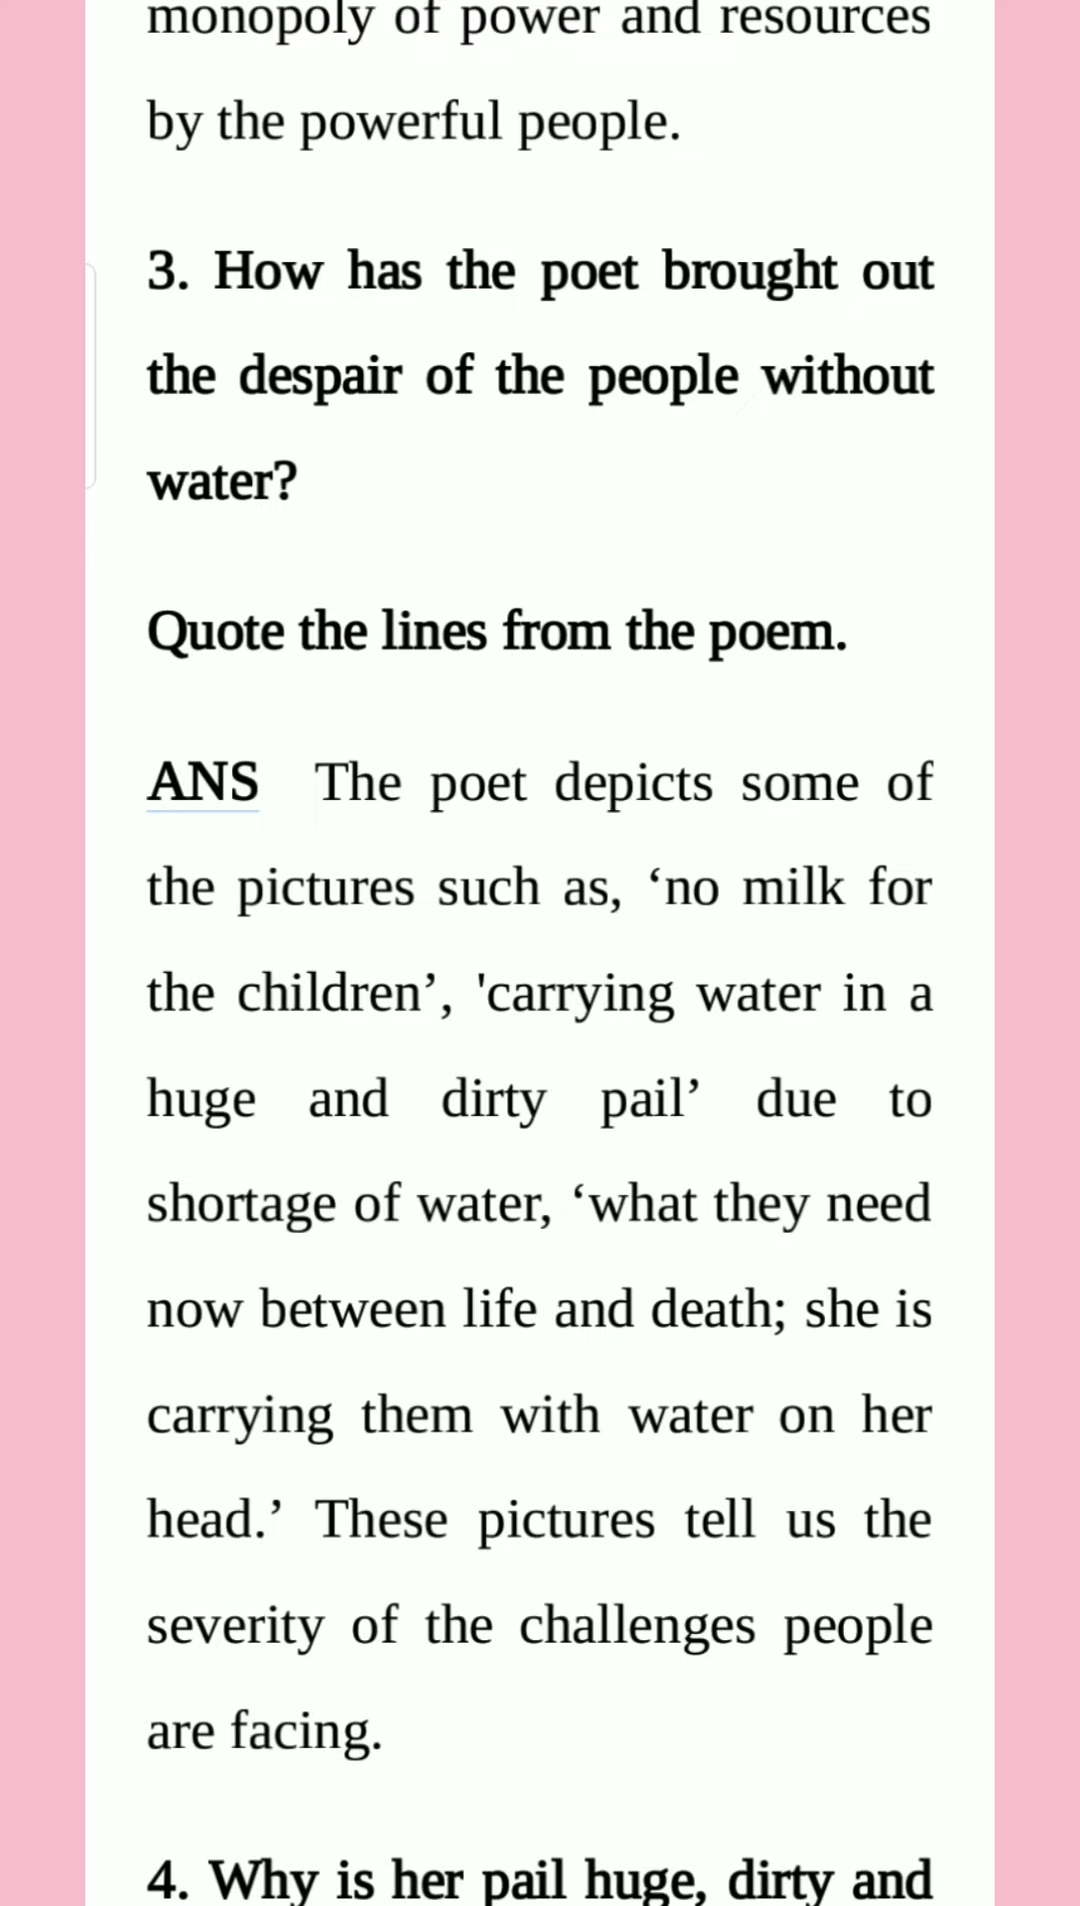 monopoly of power and resources
by the powerful people.
3. How has the poet brought out
the despair of the people without
water?
Quote the lines from the poem.
ANS The poet depicts some of
the pictures such as, ‘no milk for
the children’, 'carrying water in a
huge and dirty pail’ due to
shortage of water, ‘what they need
now between life and death; she is
carrying them with water on her
head.’ These pictures tell us the
severity of the challenges people
are facing.
4. Why is her pail huge, dirty and